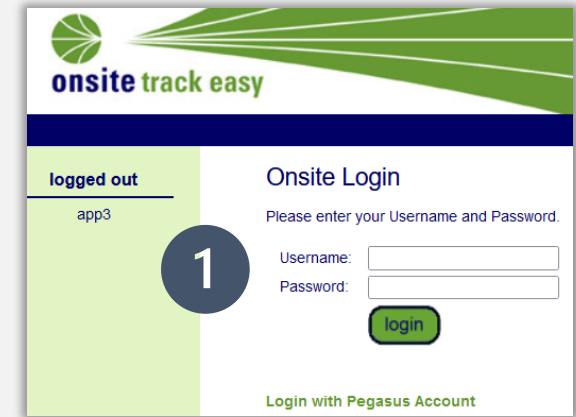 onsite track easy
logged out
app3
1
Onsite Login
Please enter your Username and Password.
Username:
Password:
login
Login with Pegasus Account